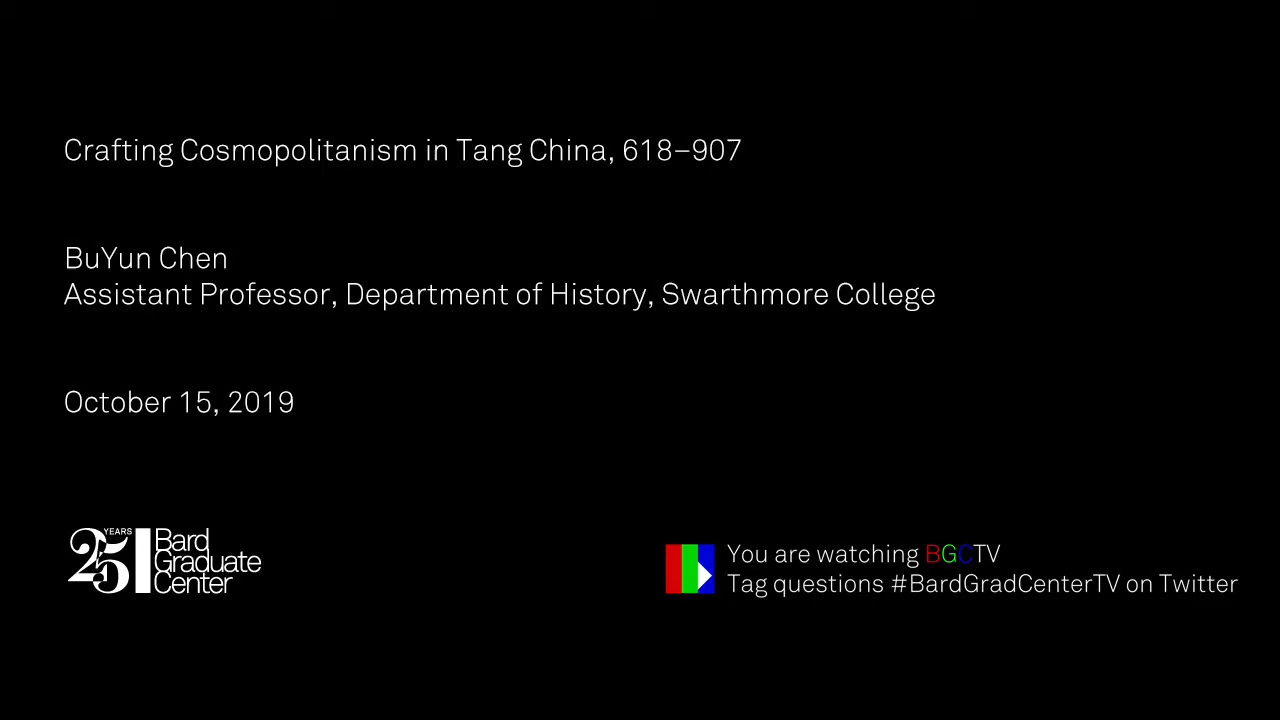 Crafting Cosmopolitanism in Tang China, 618–907
BuYun Chen
Assistant Professor, Department of History, Swarthmore College
October 15, 2019
25 YEARS
Bard
Graduate
Center
You are watching BGCTV
Tag questions #BardGradCenterTV on Twitter